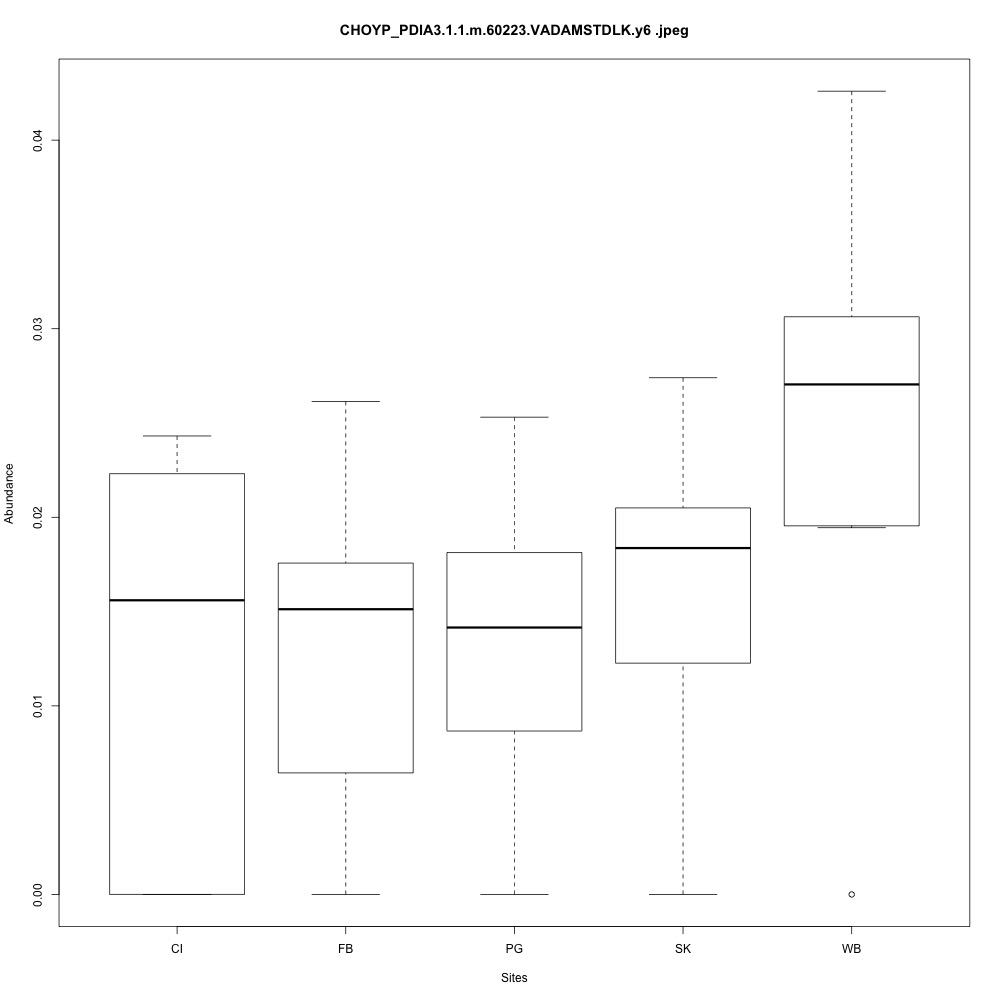 CHOYP_PDIA3.1.1.m.60223.VADAMSTDLK.y6 .jpeg
0.04
0.03
0.02
0.01
0.00
Abundance
CI FB PG SK WB
Sites